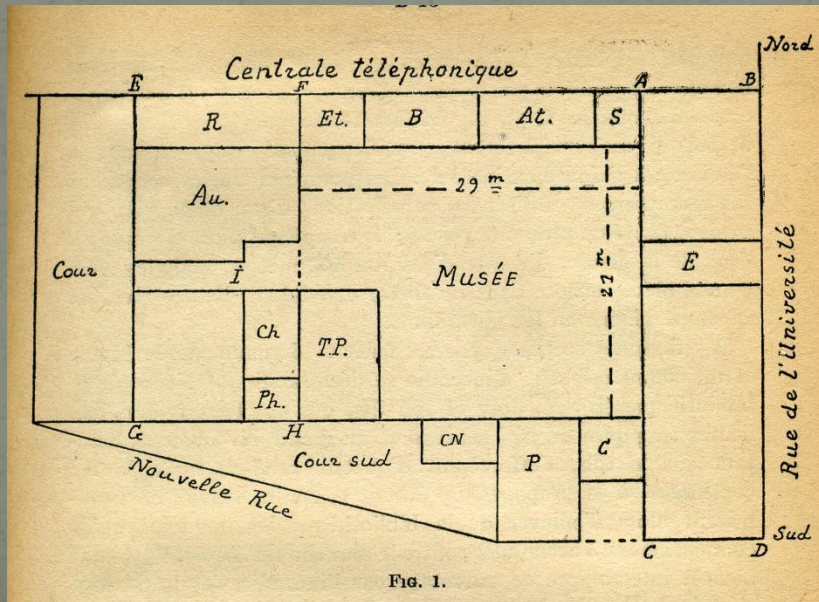 Nord
Centrale téléphonique
E
F
A
B
R
Et.
B
At.
S
29 m
Au.
27 m
Cour
I
MUSÉE
E
Rue de l'Université
Ch
T.P.
Ph.
G
H
CN
C
P
Cour sud
Nouvelle Rue
Sud
C
D
FIG. 1.